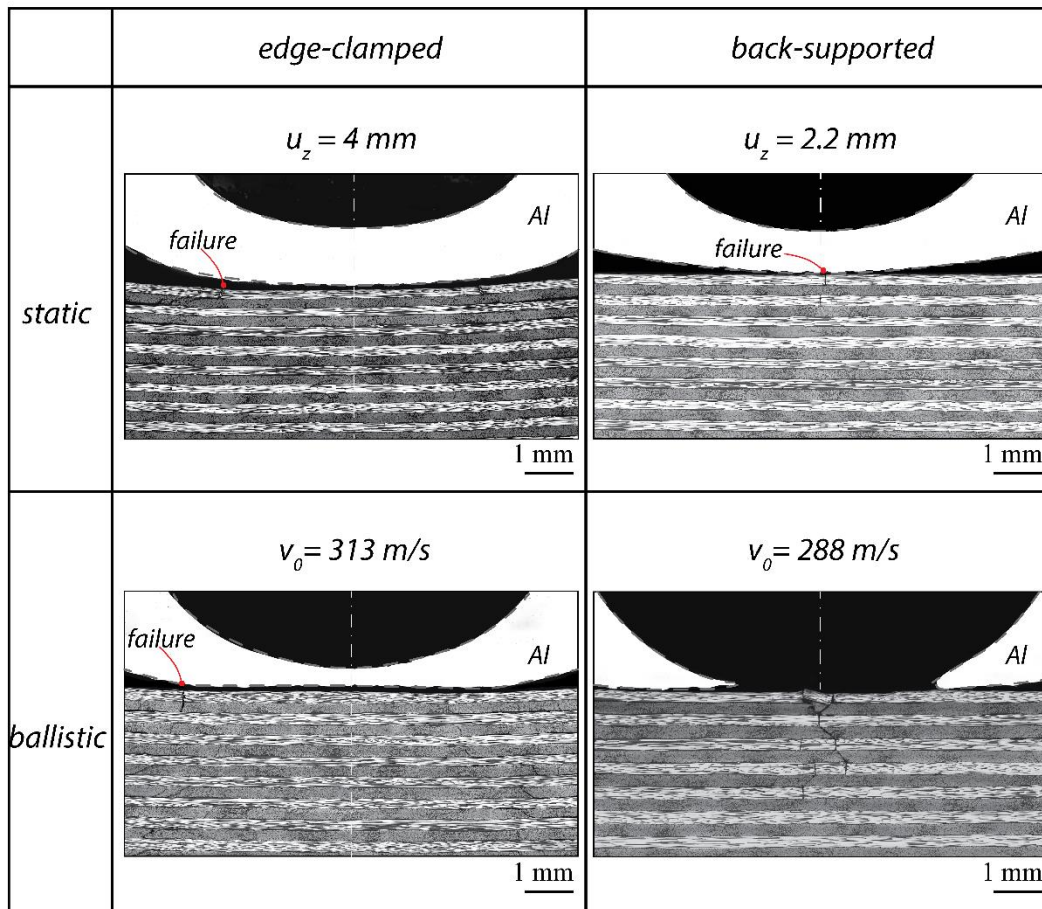 edge-clamped
back-supported
static
u_z = 4 mm
Al
failure
1 mm
u_z = 2.2 mm
Al
failure
1 mm
ballistic
v_0 = 313 m/s
Al
failure
1 mm
v_0 = 288 m/s
Al
1 mm